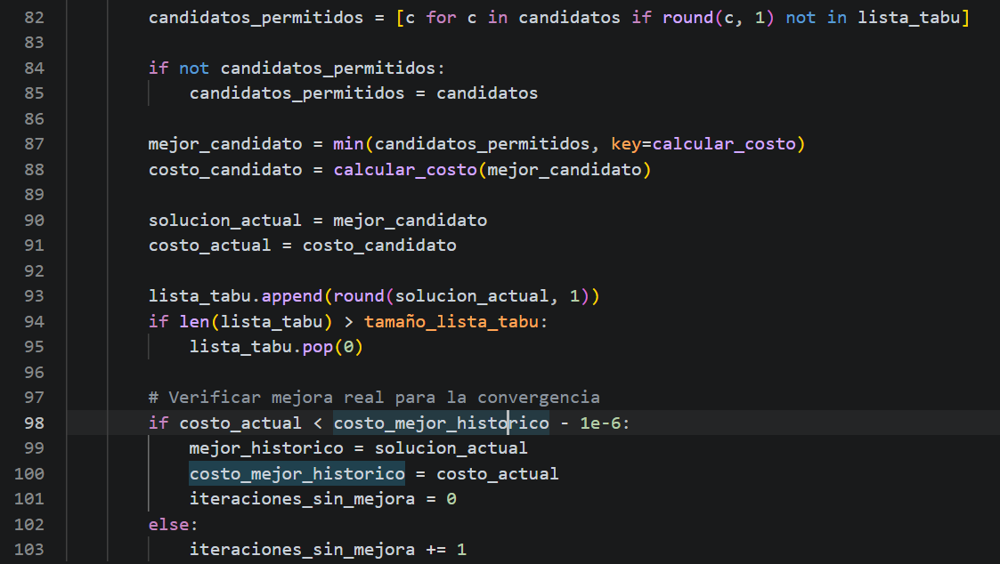 82 candidatos_permitidos = [c for c in candidatos if round(c, 1) not in lista_tabu]
83
84 if not candidatos_permitidos:
85 candidatos_permitidos = candidatos
86
87 mejor_candidato = min(candidatos_permitidos, key=calcular_costo)
88 costo_candidato = calcular_costo(mejor_candidato)
89
90 solucion_actual = mejor_candidato
91 costo_actual = costo_candidato
92
93 lista_tabu.append(round(solucion_actual, 1))
94 if len(lista_tabu) > tamaño_lista_tabu:
95 lista_tabu.pop(0)
96
97 # Verificar mejora real para la convergencia
98 if costo_actual < costo_mejor_historico - 1e-6:
99 mejor_historico = solucion_actual
100 costo_mejor_historico = costo_actual
101 iteraciones_sin_mejora = 0
102 else:
103 iteraciones_sin_mejora += 1